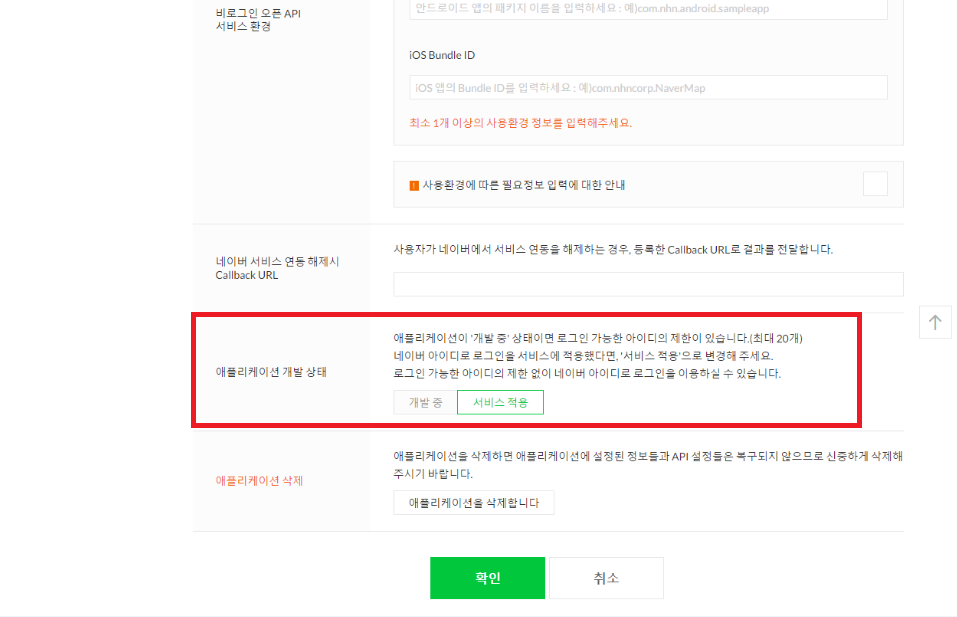 안드로이드 앱의 패키지 이름을 입력하세요 : 예)com.nhn.android.sampleapp
비로그인 오픈 API
서비스 환경
iOS Bundle ID
iOS 앱의 Bundle ID를 입력하세요 : 예)com.nhncorp.NaverMap
최소 1개 이상의 사용환경 정보를 입력해주세요.
! 사용환경에 따른 필요정보 입력에 대한 안내
네이버 서비스 연동 해제시
Callback URL
사용자가 네이버에서 서비스 연동을 해제하는 경우, 등록한 Callback URL로 결과를 전달합니다.
애플리케이션 개발 상태
애플리케이션이 '개발 중' 상태이면 로그인 가능한 아이디의 제한이 있습니다.(최대 20개)
네이버 아이디로 로그인을 서비스에 적용했다면, '서비스 적용'으로 변경해 주세요.
로그인 가능한 아이디의 제한 없이 네이버 아이디로 로그인을 이용하실 수 있습니다.
개발 중 서비스 적용
애플리케이션 삭제
애플리케이션을 삭제하면 애플리케이션에 설정된 정보들과 API 설정들은 복구되지 않으므로 신중하게 삭제해
주시기 바랍니다.
애플리케이션을 삭제합니다
확인 취소